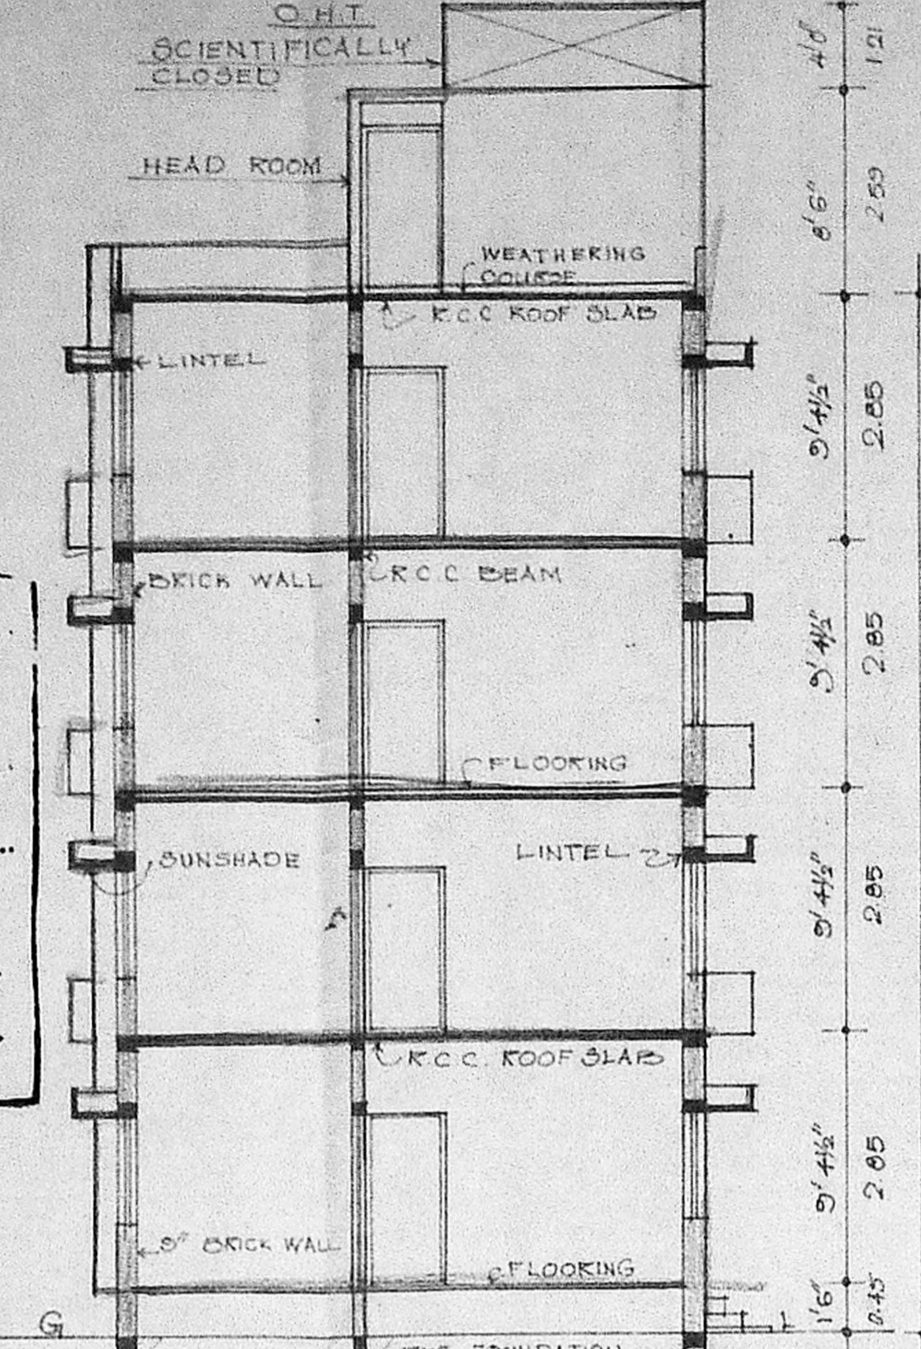 O.H.T
SCIENTIFICALLY
CLOSED
4'0"
1.21
HEAD ROOM
8'6"
2.59
WEATHERING
COURSE
R.C.C ROOF SLAB
LINTEL
9'4½"
2.85
BRICK WALL
R.C.C BEAM
9'4½"
2.85
FLOORING
SUNSHADE
LINTEL
9'4½"
2.85
R.C.C. ROOF SLAB
9'4½"
2.85
9" BRICK WALL
FLOORING
1'6"
0.45
G
FOUNDATION